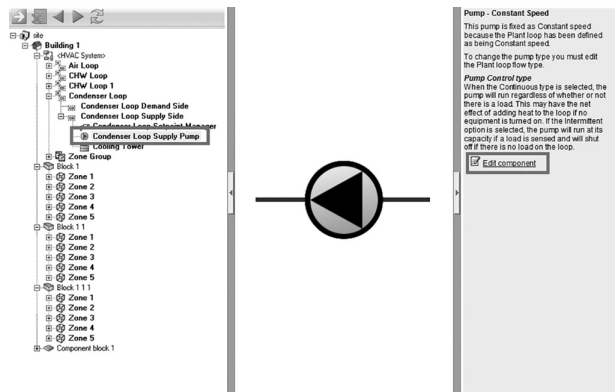 site
Building 1
<HVAC System>
Air Loop
CHW Loop
CHW Loop 1
Condenser Loop
Condenser Loop Demand Side
Condenser Loop Supply Side
Condenser Loop Setpoint Manager
Condenser Loop Supply Pump
Cooling Tower
Zone Group
Block 1
Zone 1
Zone 2
Zone 3
Zone 4
Zone 5
Block 1 1
Zone 1
Zone 2
Zone 3
Zone 4
Zone 5
Block 1 1 1
Zone 1
Zone 2
Zone 3
Zone 4
Zone 5
Component block 1
Pump - Constant Speed
This pump is fixed as Constant speed
because the Plant loop has been defined
as being Constant speed.
To change the pump type you must edit
the Plant loop flow type.
Pump Control type
When the Continuous type is selected, the
pump will run regardless of whether or not
there is a load. This may have the net
effect of adding heat to the loop if no
equipment is turned on. If the Intermittent
option is selected, the pump will run at its
capacity if a load is sensed and will shut
off if there is no load on the loop.
Edit component